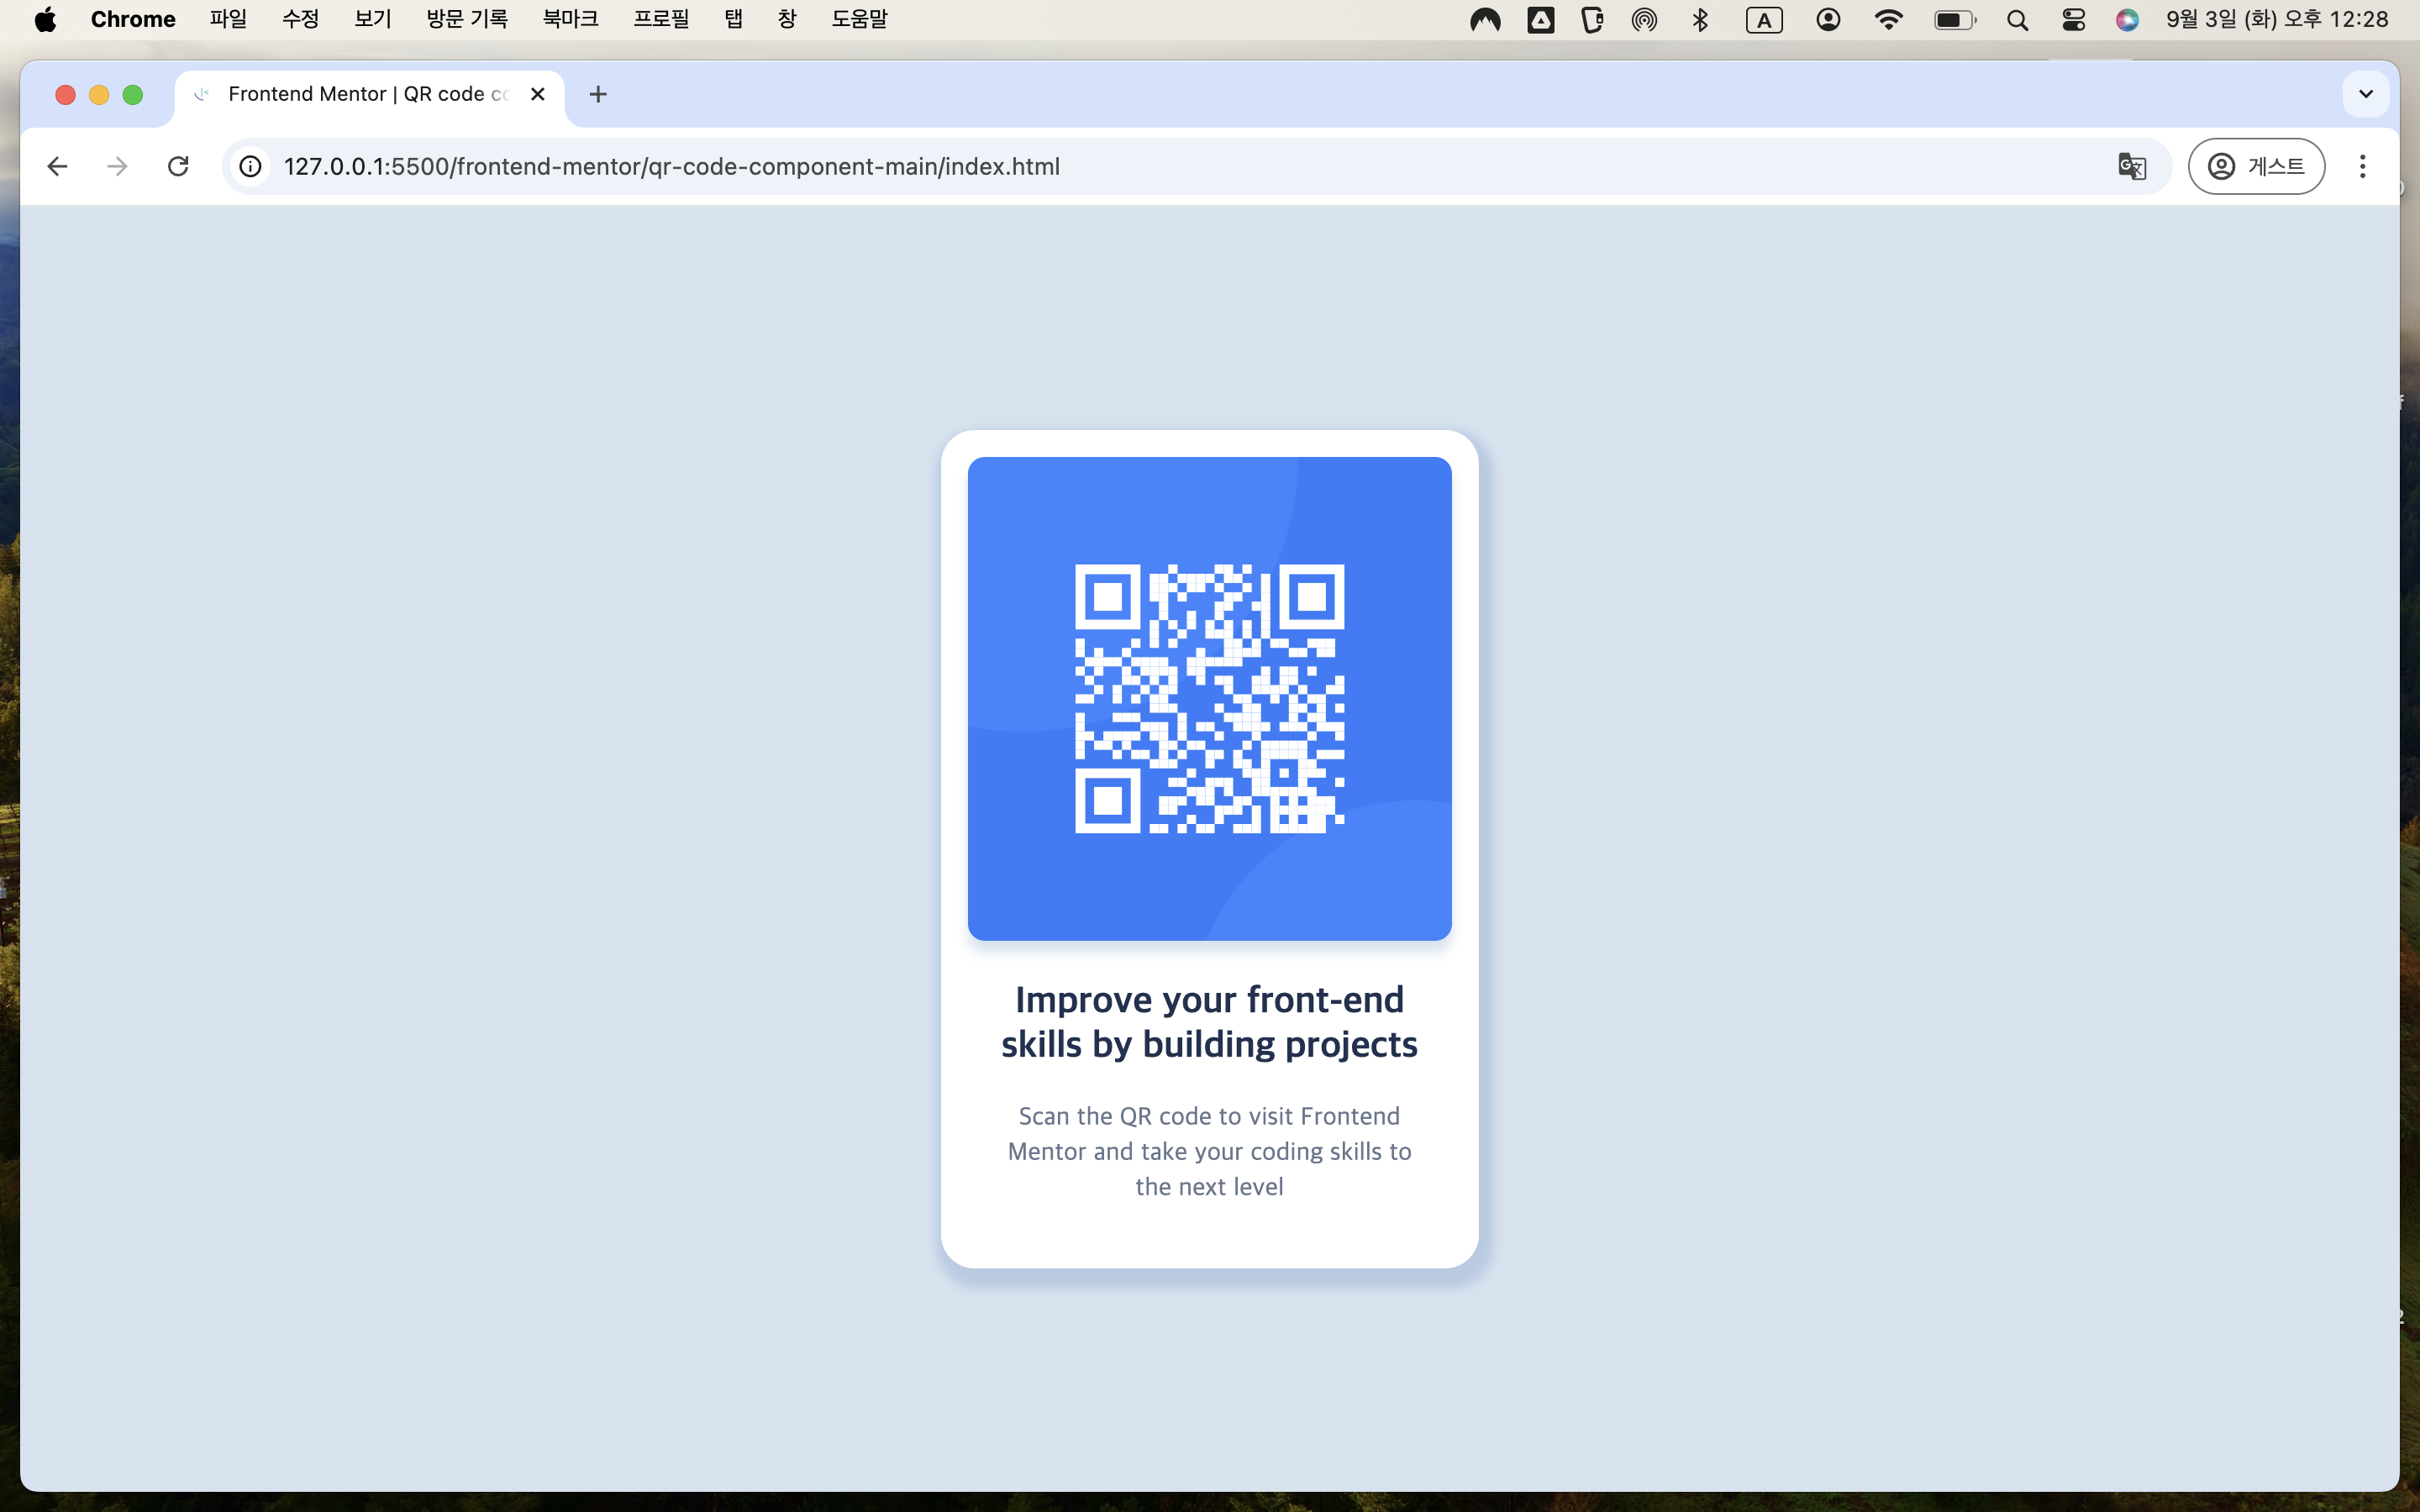 Chrome 파일 수정 보기 방문 기록 북마크 프로필 탭 창 도움말 A 9월 3일 (화) 오후 12:28
Frontend Mentor | QR code
127.0.0.1:5500/frontend-mentor/qr-code-component-main/index.html 게스트
Improve your front-end
skills by building projects
Scan the QR code to visit Frontend
Mentor and take your coding skills to
the next level